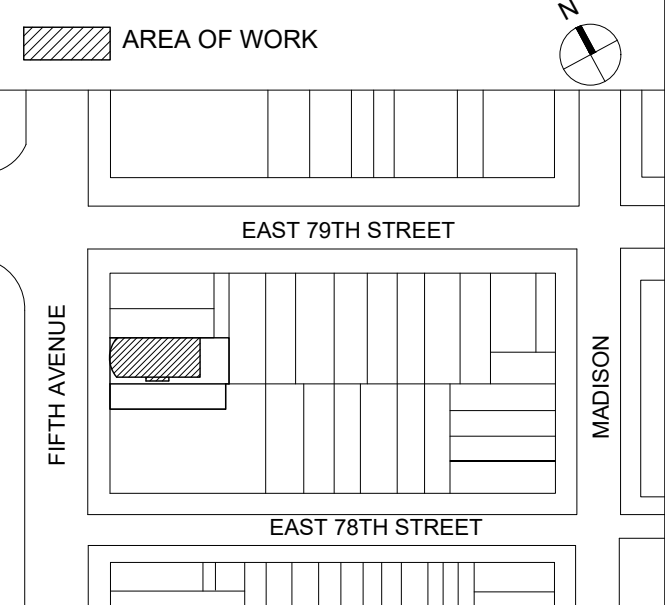 N
AREA OF WORK
EAST 79TH STREET
FIFTH AVENUE
MADISON
EAST 78TH STREET